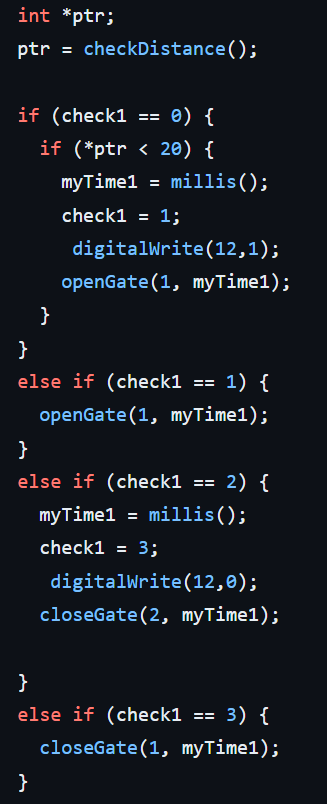 int *ptr;
ptr = checkDistance();

if (check1 == 0) {
  if (*ptr < 20) {
    myTime1 = millis();
    check1 = 1;
     digitalWrite(12,1);
    openGate(1, myTime1);
  }
}
else if (check1 == 1) {
  openGate(1, myTime1);
}
else if (check1 == 2) {
  myTime1 = millis();
  check1 = 3;
   digitalWrite(12,0);
  closeGate(2, myTime1);

}
else if (check1 == 3) {
  closeGate(1, myTime1);
}